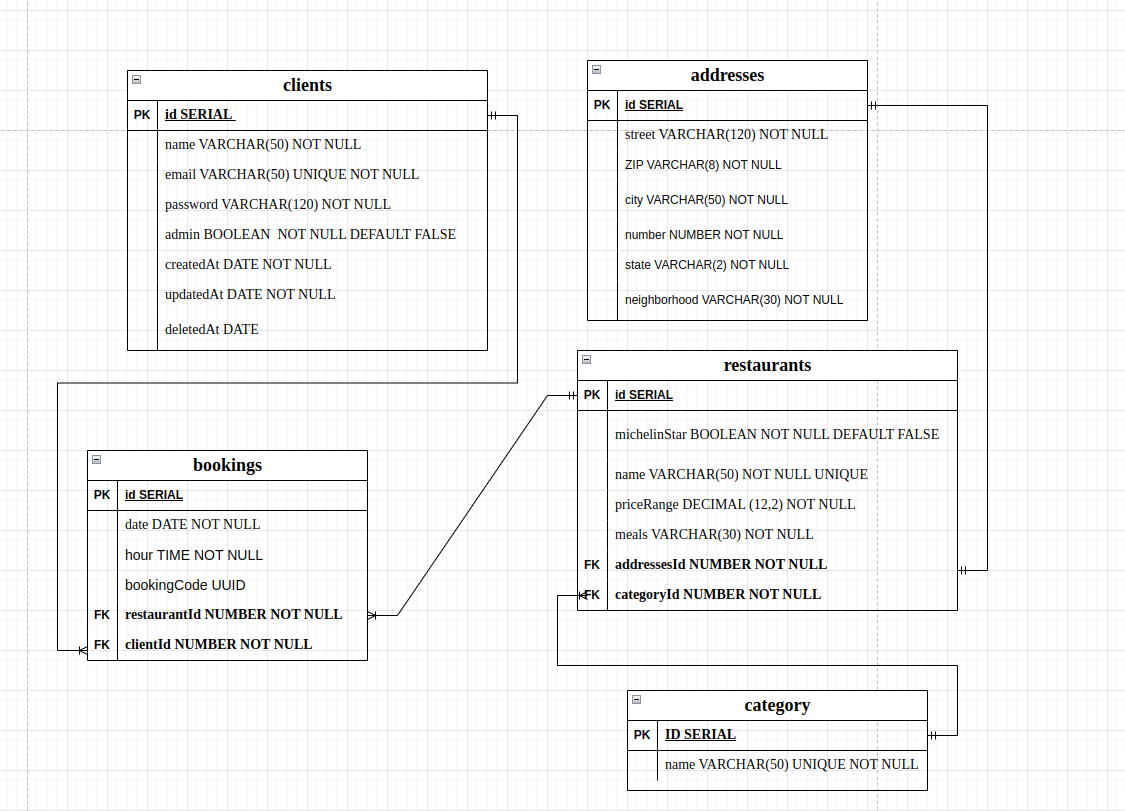 clients
PK id SERIAL
name VARCHAR(50) NOT NULL
email VARCHAR(50) UNIQUE NOT NULL
password VARCHAR(120) NOT NULL
admin BOOLEAN  NOT NULL DEFAULT FALSE
createdAt DATE NOT NULL
updatedAt DATE NOT NULL
deletedAt DATE
addresses
PK id SERIAL
street VARCHAR(120) NOT NULL
ZIP VARCHAR(8) NOT NULL
city VARCHAR(50) NOT NULL
number NUMBER NOT NULL
state VARCHAR(2) NOT NULL
neighborhood VARCHAR(30) NOT NULL
restaurants
PK id SERIAL
michelinStar BOOLEAN NOT NULL DEFAULT FALSE
name VARCHAR(50) NOT NULL UNIQUE
priceRange DECIMAL (12,2) NOT NULL
meals VARCHAR(30) NOT NULL
FK addressesId NUMBER NOT NULL
FK categoryId NUMBER NOT NULL
bookings
PK id SERIAL
date DATE NOT NULL
hour TIME NOT NULL
bookingCode UUID
FK restaurantId NUMBER NOT NULL
FK clientId NUMBER NOT NULL
category
PK ID SERIAL
name VARCHAR(50) UNIQUE NOT NULL